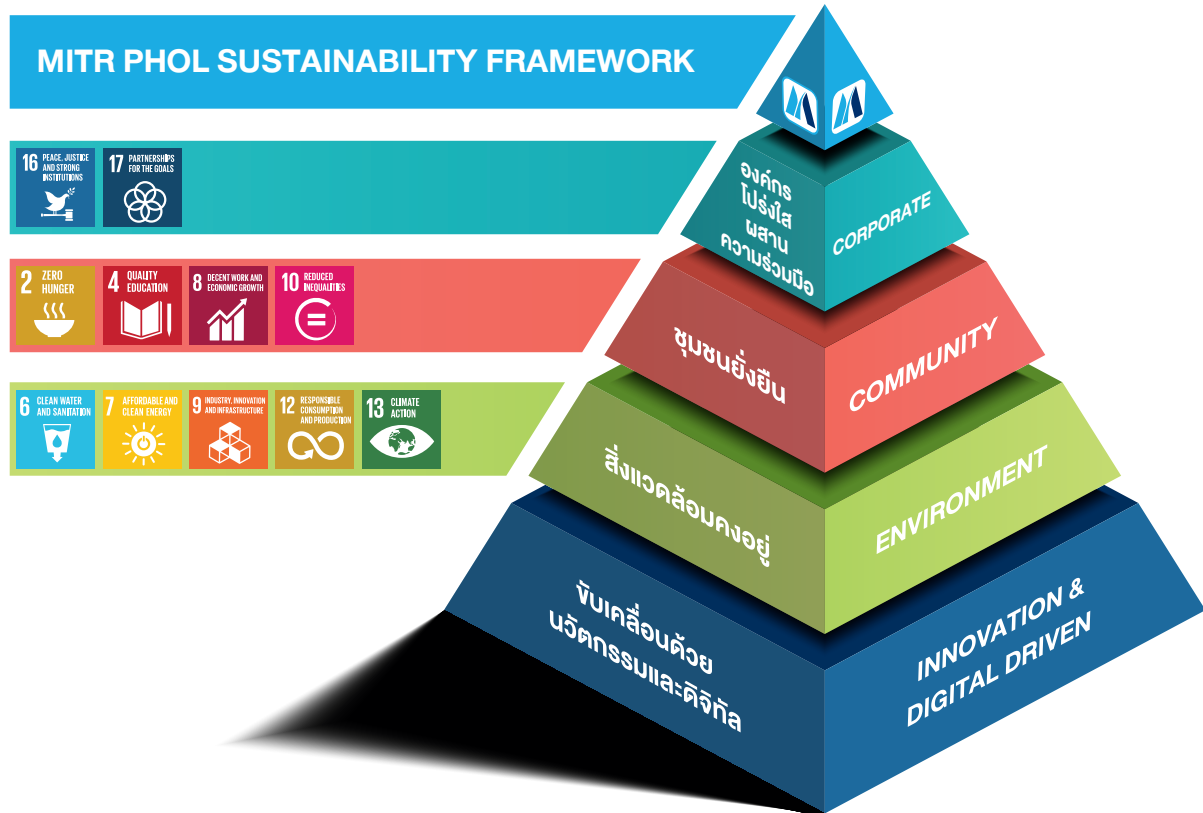 MITR PHOL SUSTAINABILITY FRAMEWORK
16 PEACE, JUSTICE
AND STRONG
INSTITUTIONS
17 PARTNERSHIPS
FOR THE GOALS
องค์กร
โปร่งใส
ผสาน
ความร่วมมือ
CORPORATE
2 ZERO
HUNGER
4 QUALITY
EDUCATION
8 DECENT WORK AND
ECONOMIC GROWTH
10 REDUCED
INEQUALITIES
ชุมชนยั่งยืน
COMMUNITY
6 CLEAN WATER
AND SANITATION
7 AFFORDABLE AND
CLEAN ENERGY
9 INDUSTRY, INNOVATION
AND INFRASTRUCTURE
12 RESPONSIBLE
CONSUMPTION
AND PRODUCTION
13 CLIMATE
ACTION
สิ่งแวดล้อมคงอยู่
ENVIRONMENT
ขับเคลื่อนด้วย
นวัตกรรมและดิจิทัล
INNOVATION &
DIGITAL DRIVEN